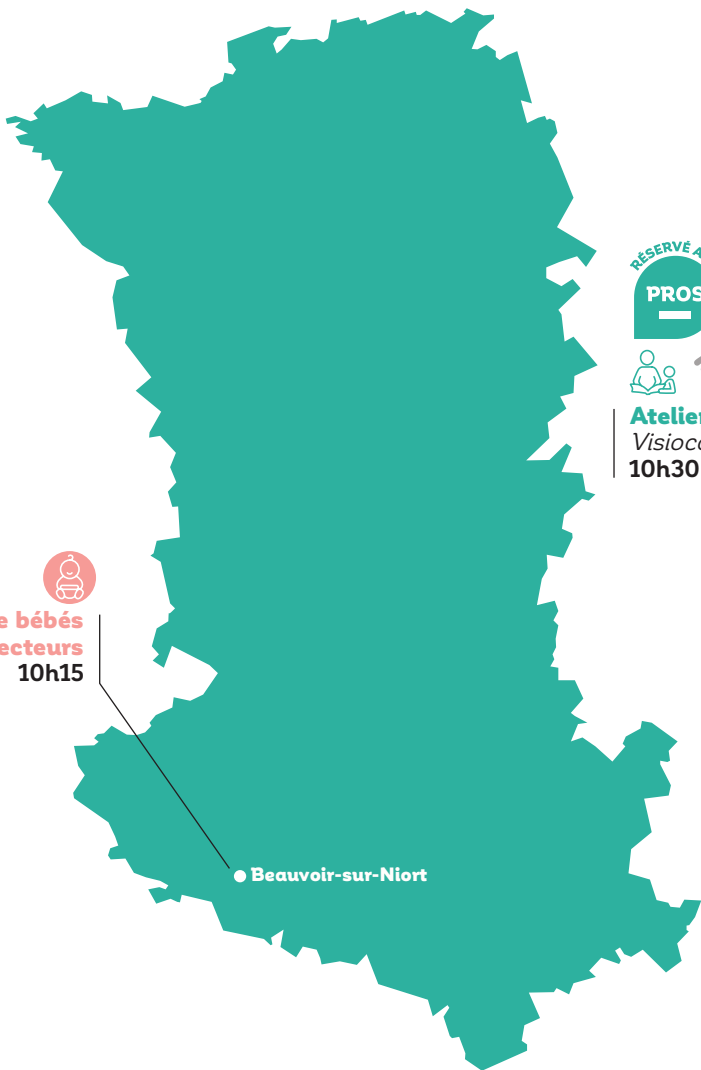 RÉSERVÉ A
PROS
Atelier
Visioco
10h30
e bébés
ecteurs
10h15
Beauvoir-sur-Niort